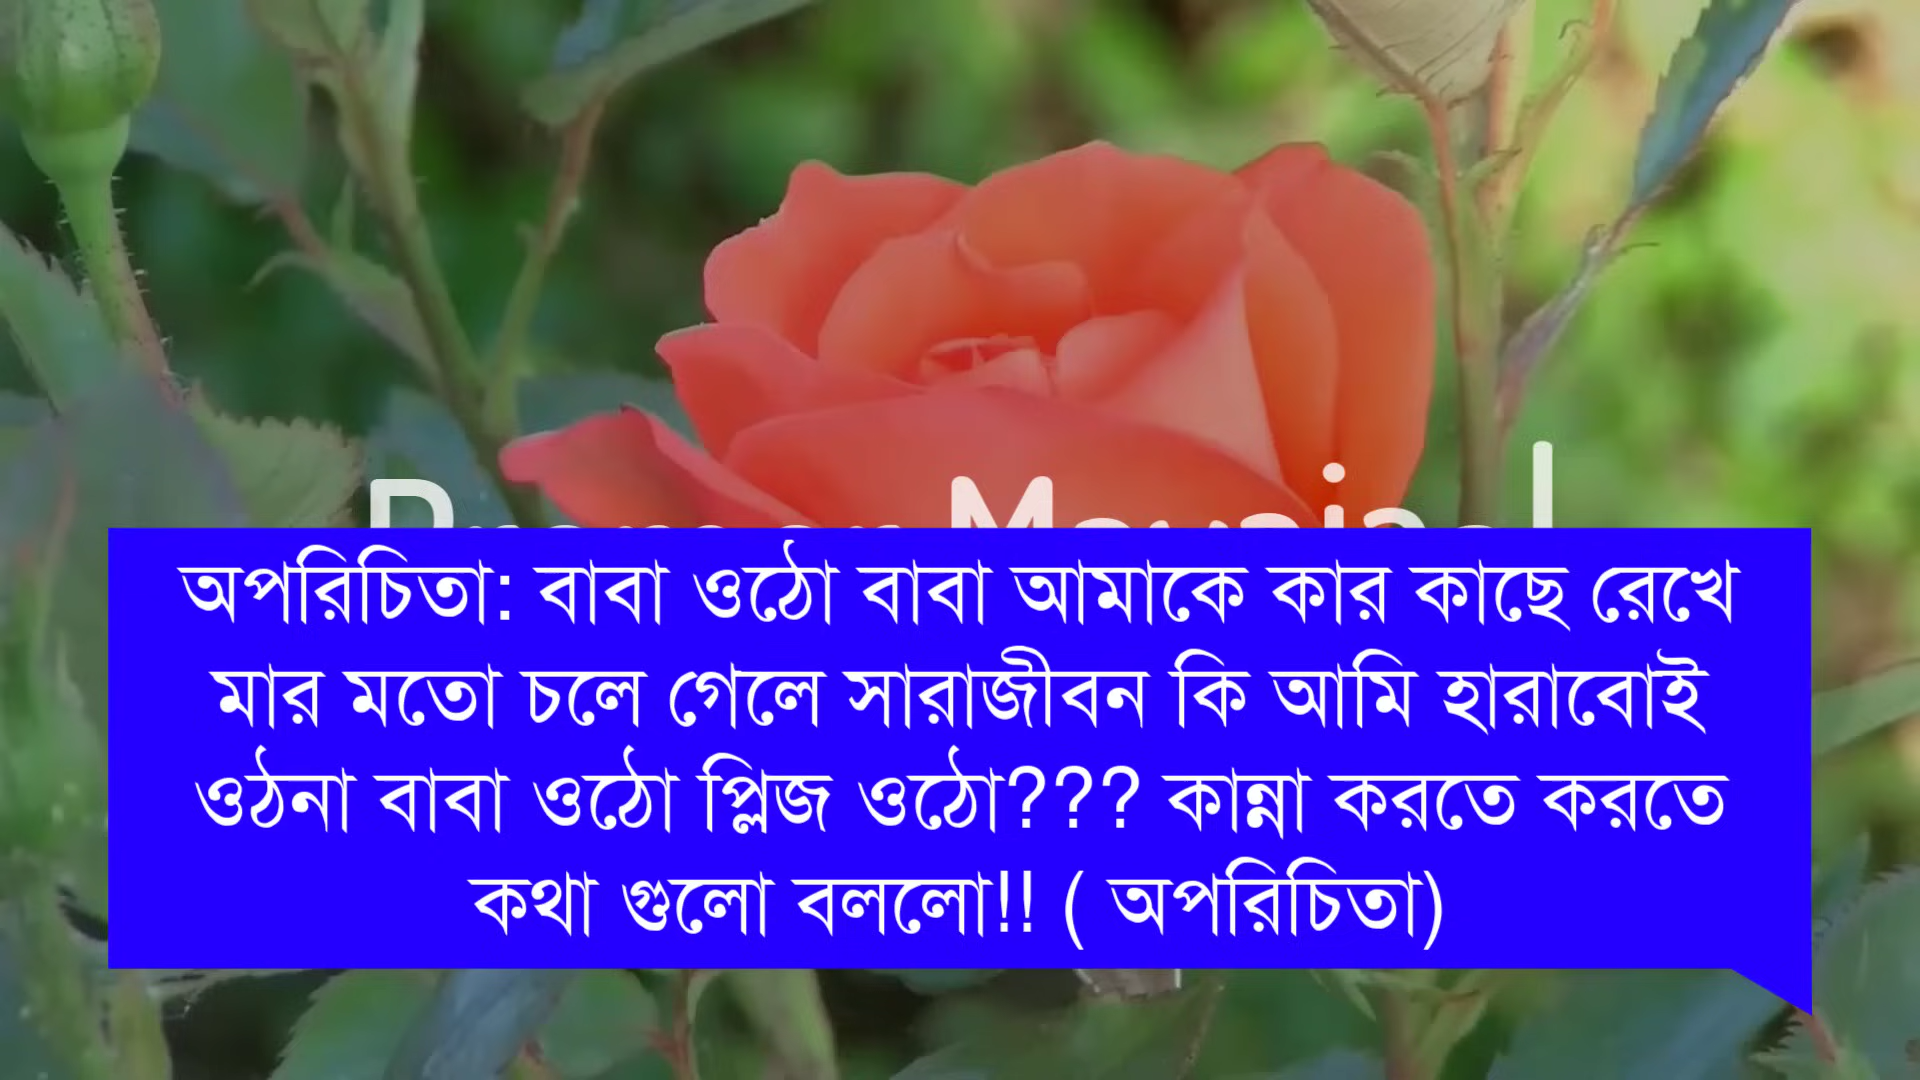 অপরিচিতা: বাবা ওঠো বাবা আমাকে কার কাছে রেখে
মার মতো চলে গেলে সারাজীবন কি আমি হারাবোই
ওঠনা বাবা ওঠো প্লিজ ওঠো??? কান্না করতে করতে
কথা গুলো বললো!! ( অপরিচিতা)